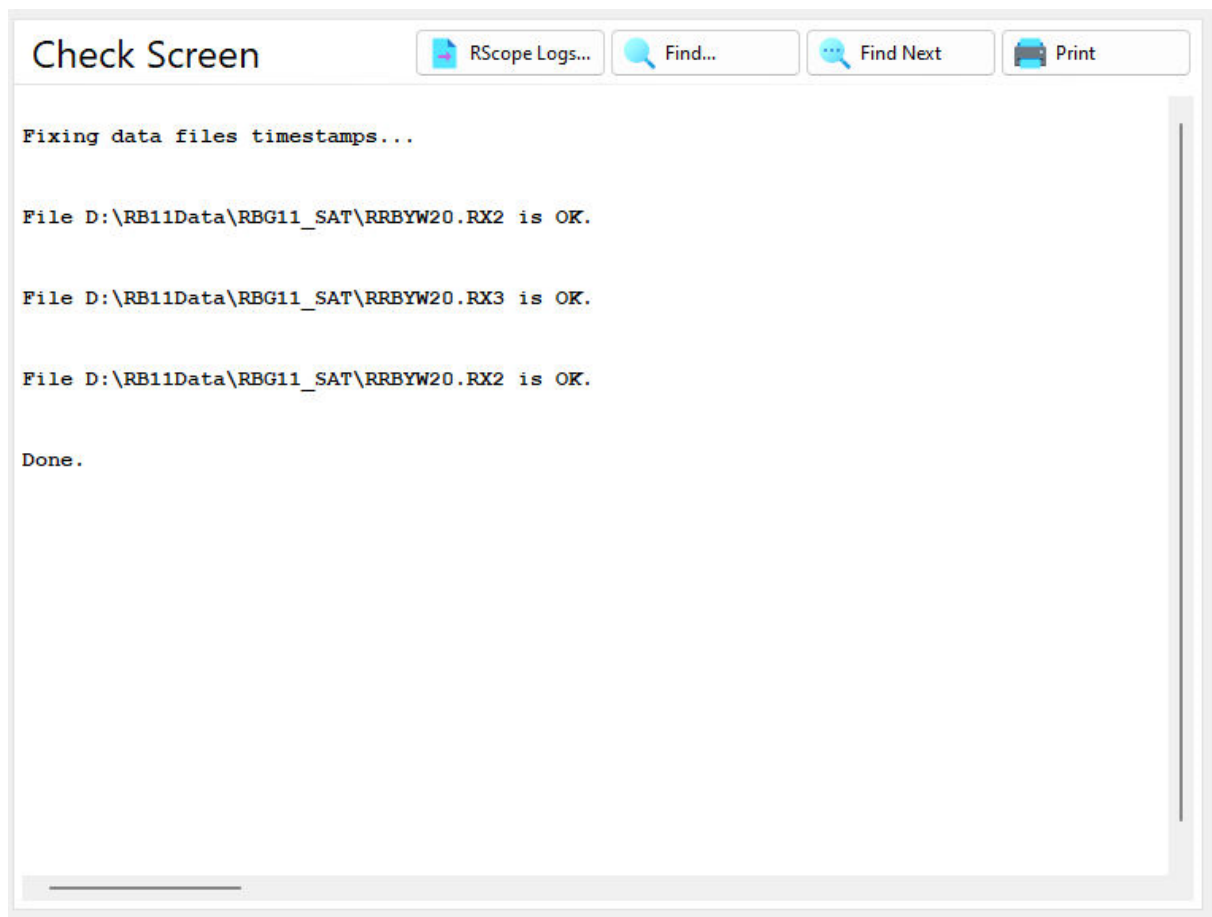 Check Screen
RScope Logs...
Find...
Find Next
Print
Fixing data files timestamps...
File D:\RB11Data\RBG11_SAT\RRBYW20.RX2 is OK.
File D:\RB11Data\RBG11_SAT\RRBYW20.RX3 is OK.
File D:\RB11Data\RBG11_SAT\RRBYW20.RX2 is OK.
Done.